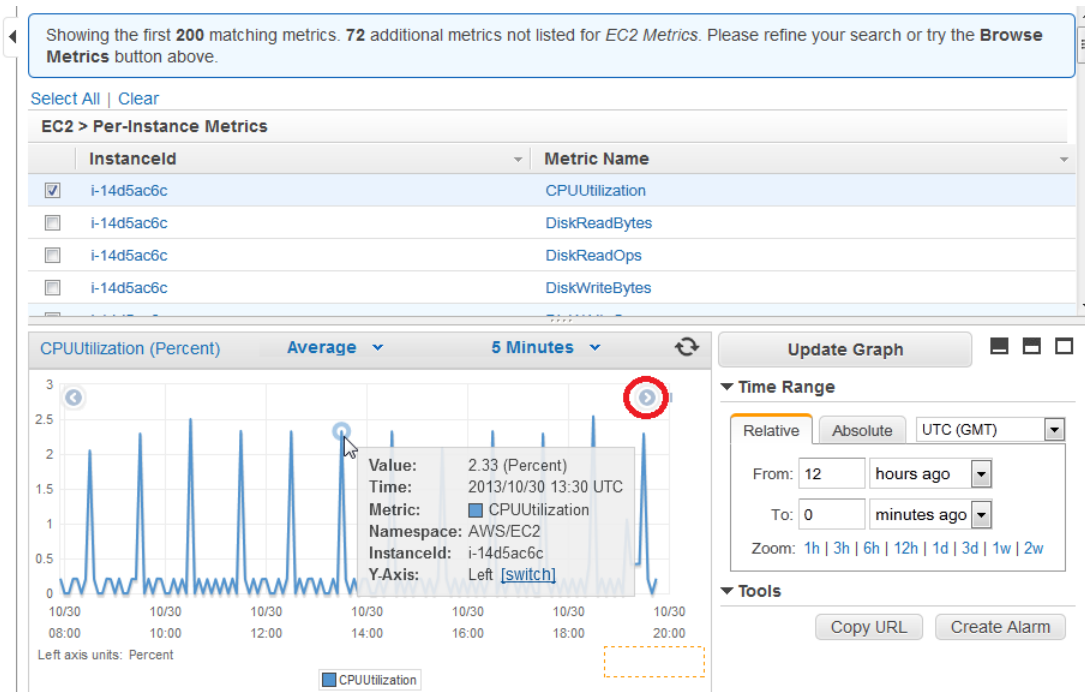 Showing the first 200 matching metrics. 72 additional metrics not listed for EC2 Metrics. Please refine your search or try the Browse
Metrics button above.
Select All | Clear
EC2 > Per-Instance Metrics
InstanceId Metric Name
i-14d5ac6c CPUUtilization
i-14d5ac6c DiskReadBytes
i-14d5ac6c DiskReadOps
i-14d5ac6c DiskWriteBytes
CPUUtilization (Percent) Average 5 Minutes
Update Graph
Time Range
Relative Absolute UTC (GMT)
From: 12 hours ago
To: 0 minutes ago
Zoom: 1h | 3h | 6h | 12h | 1d | 3d | 1w | 2w
Tools
Copy URL Create Alarm
3
2.5
2
1.5
1
0.5
0
Value: 2.33 (Percent)
Time: 2013/10/30 13:30 UTC
Metric: CPUUtilization
Namespace: AWS/EC2
InstanceId: i-14d5ac6c
Y-Axis: Left [switch]
10/30 10/30 10/30 10/30 10/30 10/30 10/30
08:00 10:00 12:00 14:00 16:00 18:00 20:00
Left axis units: Percent
CPUUtilization